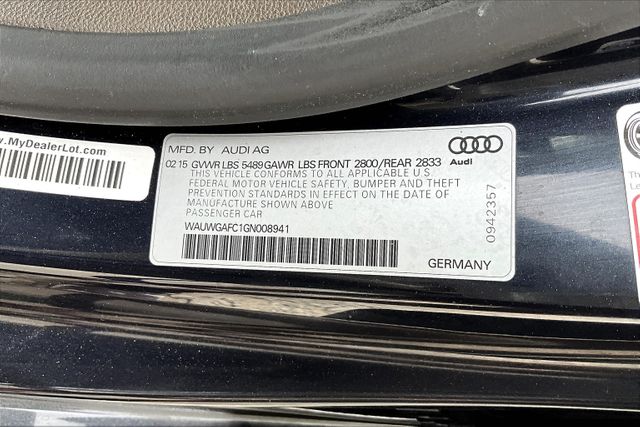 MyDealerLot.com
MFD. BY AUDI AG
Audi
02 15 GVWR LBS 5489 GAWR LBS FRONT 2800/REAR 2833
THIS VEHICLE CONFORMS TO ALL APPLICABLE U.S.
FEDERAL MOTOR VEHICLE SAFETY, BUMPER AND THEFT
PREVENTION STANDARDS IN EFFECT ON THE DATE OF
MANUFACTURE SHOWN ABOVE
PASSENGER CAR
WAUWGAFC1GN008941
0942357
GERMANY